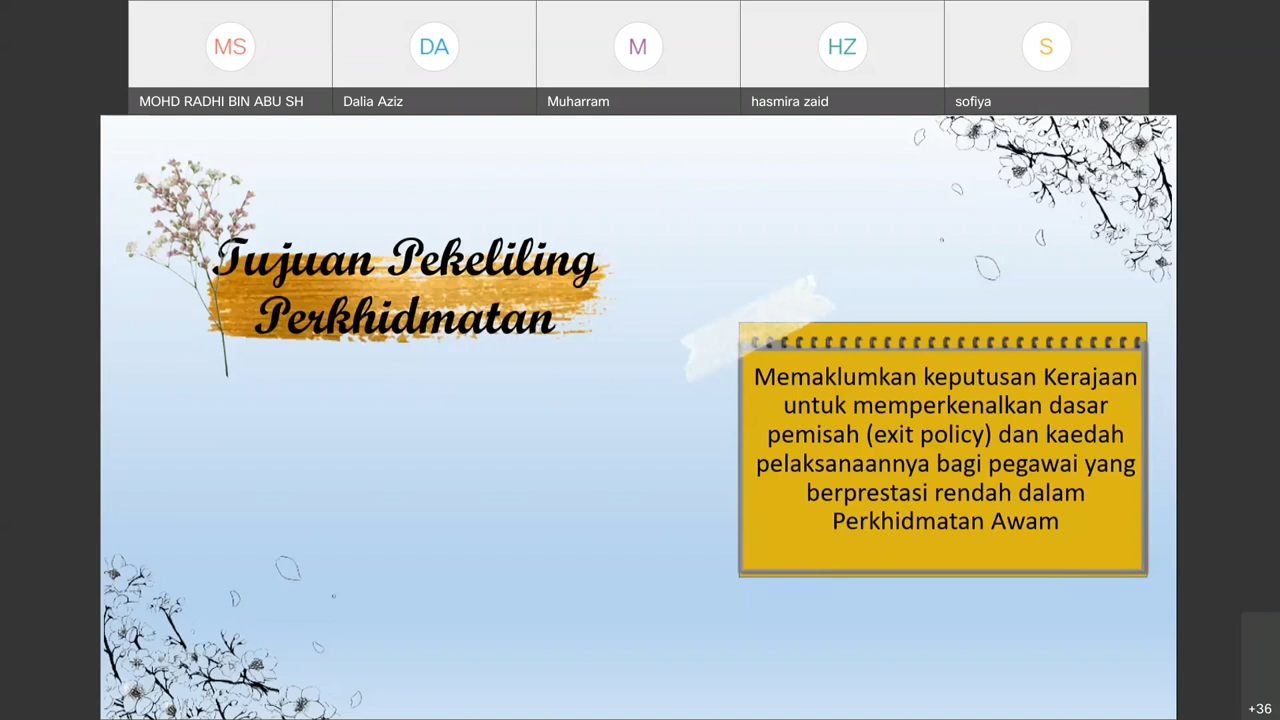 MS
DA
M
HZ
S
MOHD RADHI BIN ABU SH
Dalia Aziz
Muharram
hasmira zaid
sofiya
Tujuan Pekeliling
Perkhidmatan
Memaklumkan keputusan Kerajaan
untuk memperkenalkan dasar
pemisah (exit policy) dan kaedah
pelaksanaannya bagi pegawai yang
berprestasi rendah dalam
Perkhidmatan Awam
+36